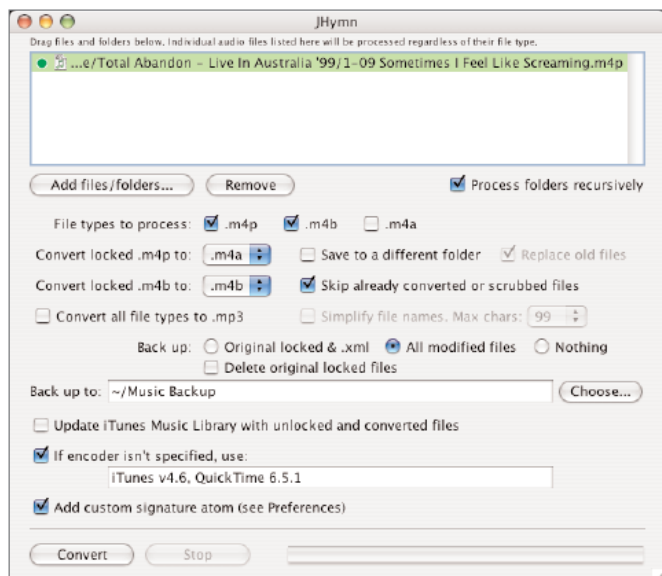 JHymn
Drag files and folders below. Individual audio files listed here will be processed regardless of their file type.
...e/Total Abandon - Live In Australia '99/1-09 Sometimes I Feel Like Screaming.m4p
Add files/folders... Remove Process folders recursively
File types to process: .m4p .m4b .m4a
Convert locked .m4p to: .m4a Save to a different folder Replace old files
Convert locked .m4b to: .m4b Skip already converted or scrubbed files
Convert all file types to .mp3 Simplify file names. Max chars: 99
Back up: Original locked & .xml All modified files Nothing
Delete original locked files
Back up to: ~/Music Backup Choose...
Update iTunes Music Library with unlocked and converted files
If encoder isn't specified, use:
iTunes v4.6, QuickTime 6.5.1
Add custom signature atom (see Preferences)
Convert Stop